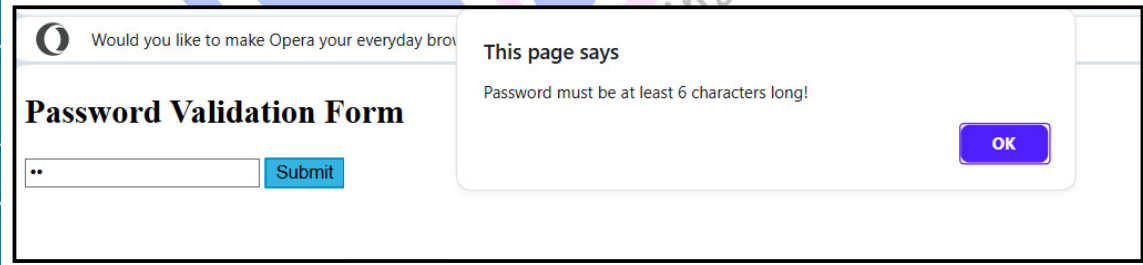 Would you like to make Opera your everyday brow
This page says
Password must be at least 6 characters long!
OK
Password Validation Form
•• Submit